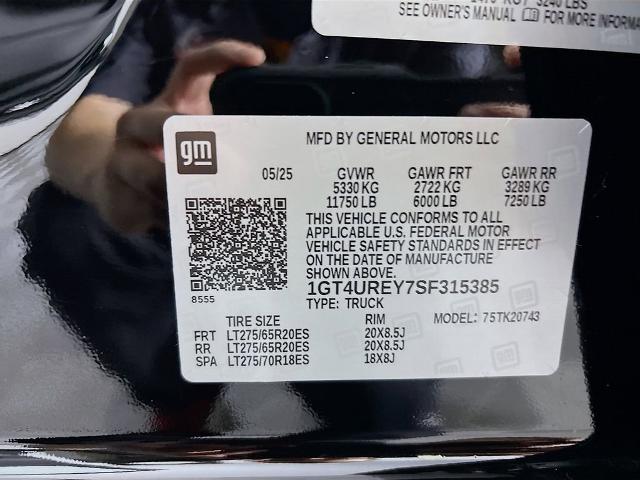 SEE OWNER'S MANUAL FOR MORE
gm
MFD BY GENERAL MOTORS LLC
05/25 GVWR GAWR FRT GAWR RR
5330 KG 2722 KG 3289 KG
11750 LB 6000 LB 7250 LB
THIS VEHICLE CONFORMS TO ALL
APPLICABLE U.S. FEDERAL MOTOR
VEHICLE SAFETY STANDARDS IN EFFECT
ON THE DATE OF MANUFACTURE
SHOWN ABOVE.
8555
1GT4UREY7SF315385
TYPE: TRUCK
TIRE SIZE RIM MODEL: 75TK20743
FRT LT275/65R20ES 20X8.5J
RR LT275/65R20ES 20X8.5J
SPA LT275/70R18ES 18X8J